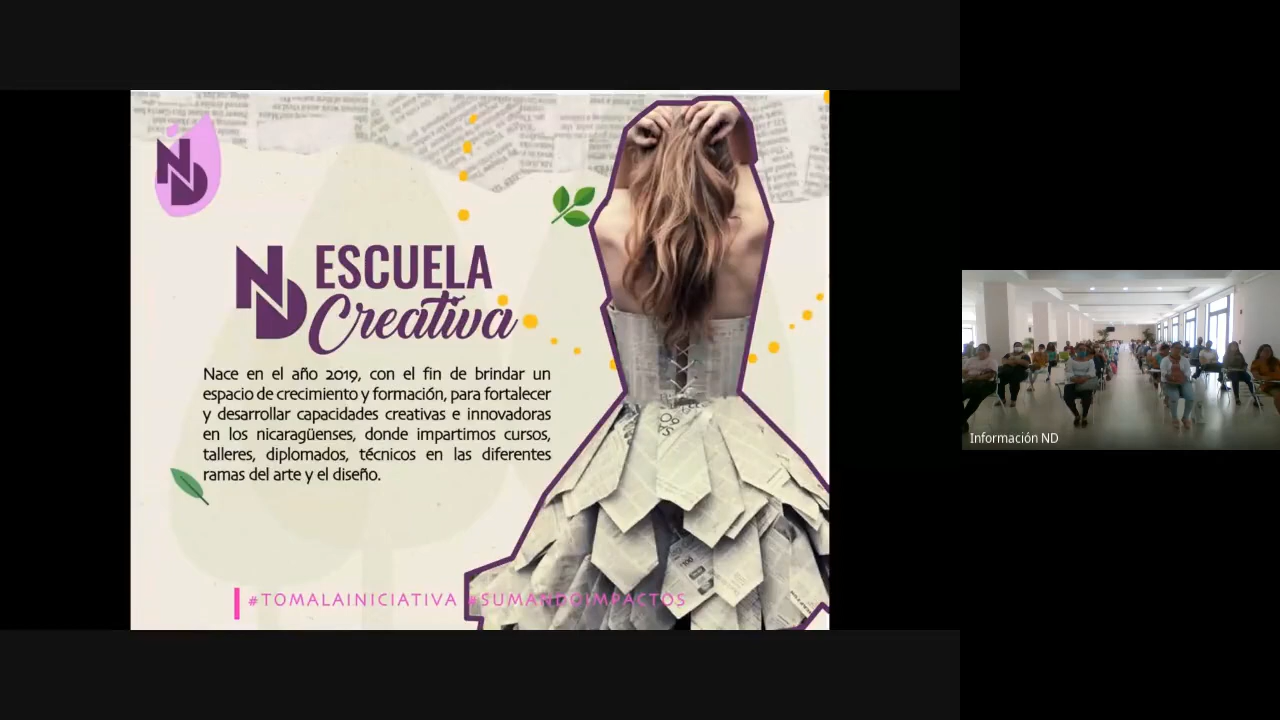 ND
ND ESCUELA
Creativa
Nace en el año 2019, con el fin de brindar un
espacio de crecimiento y formación, para fortalecer
y desarrollar capacidades creativas e innovadoras
en los nicaragüenses, donde impartimos cursos,
talleres, diplomados, técnicos en las diferentes
ramas del arte y el diseño.
#TOMALAINICIATIVA #SUMANDOIMPACTOS
Información ND